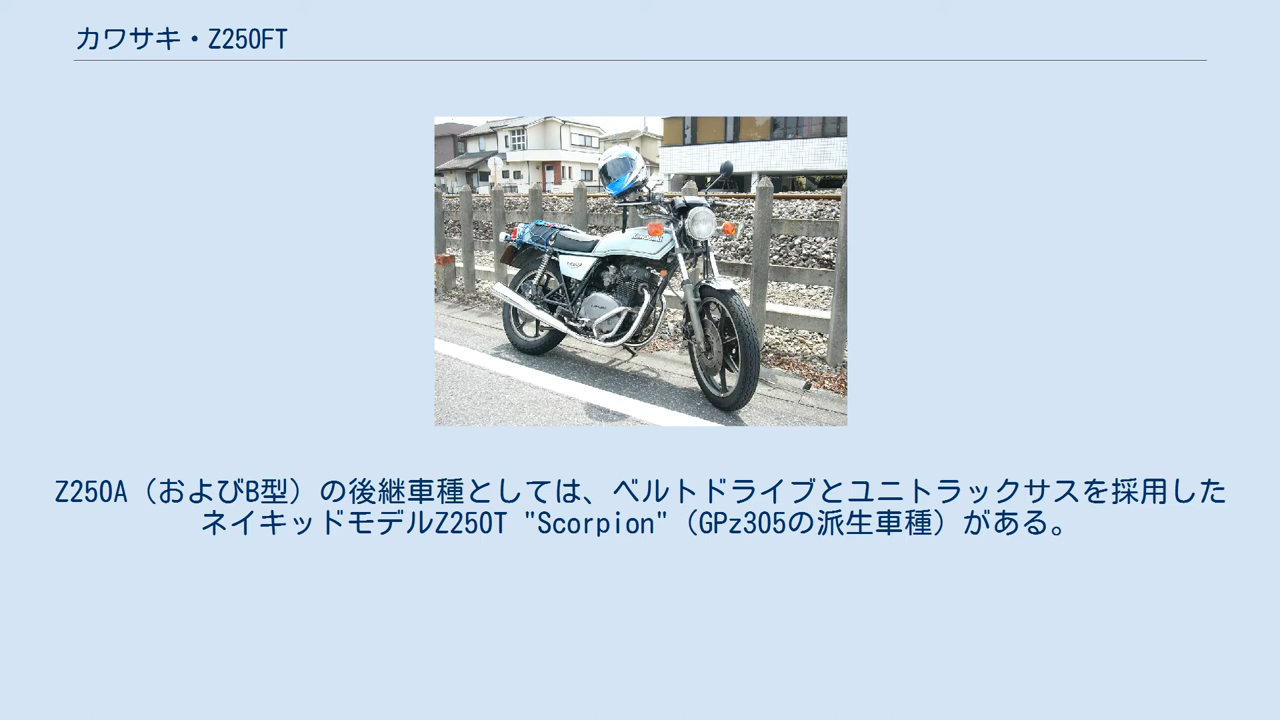 カワサキ・Z250FT
Z250A（およびB型）の後継車種としては、ベルトドライブとユニトラックサスを採用した
ネイキッドモデルZ250T "Scorpion"（GPz305の派生車種）がある。